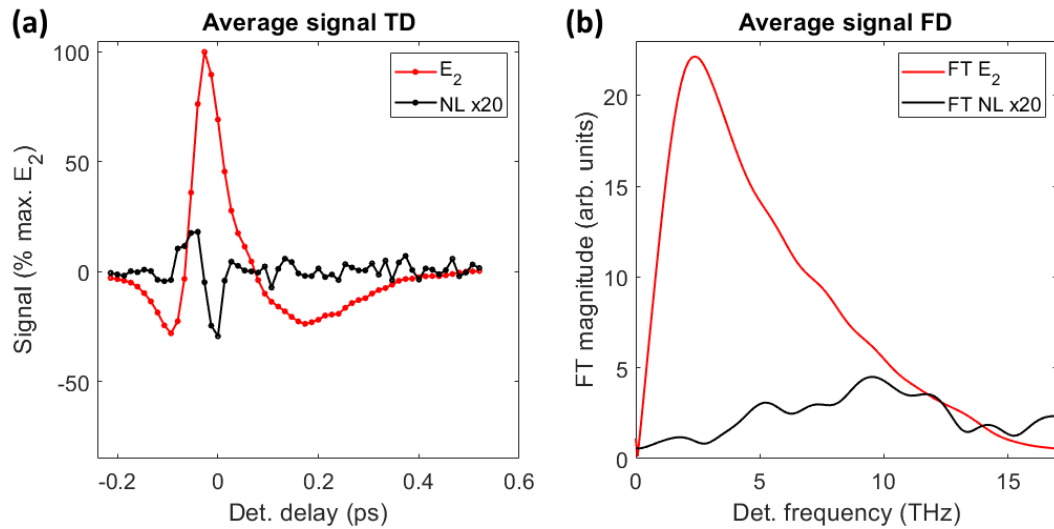 (a)
Average signal TD
100
50
0
-50
Signal (% max. E₂)
E₂
NL x20
-0.2
0
0.2
0.4
0.6
Det. delay (ps)
(b)
Average signal FD
20
15
10
5
0
FT magnitude (arb. units)
FT E₂
FT NL x20
0
5
10
15
Det. frequency (THz)